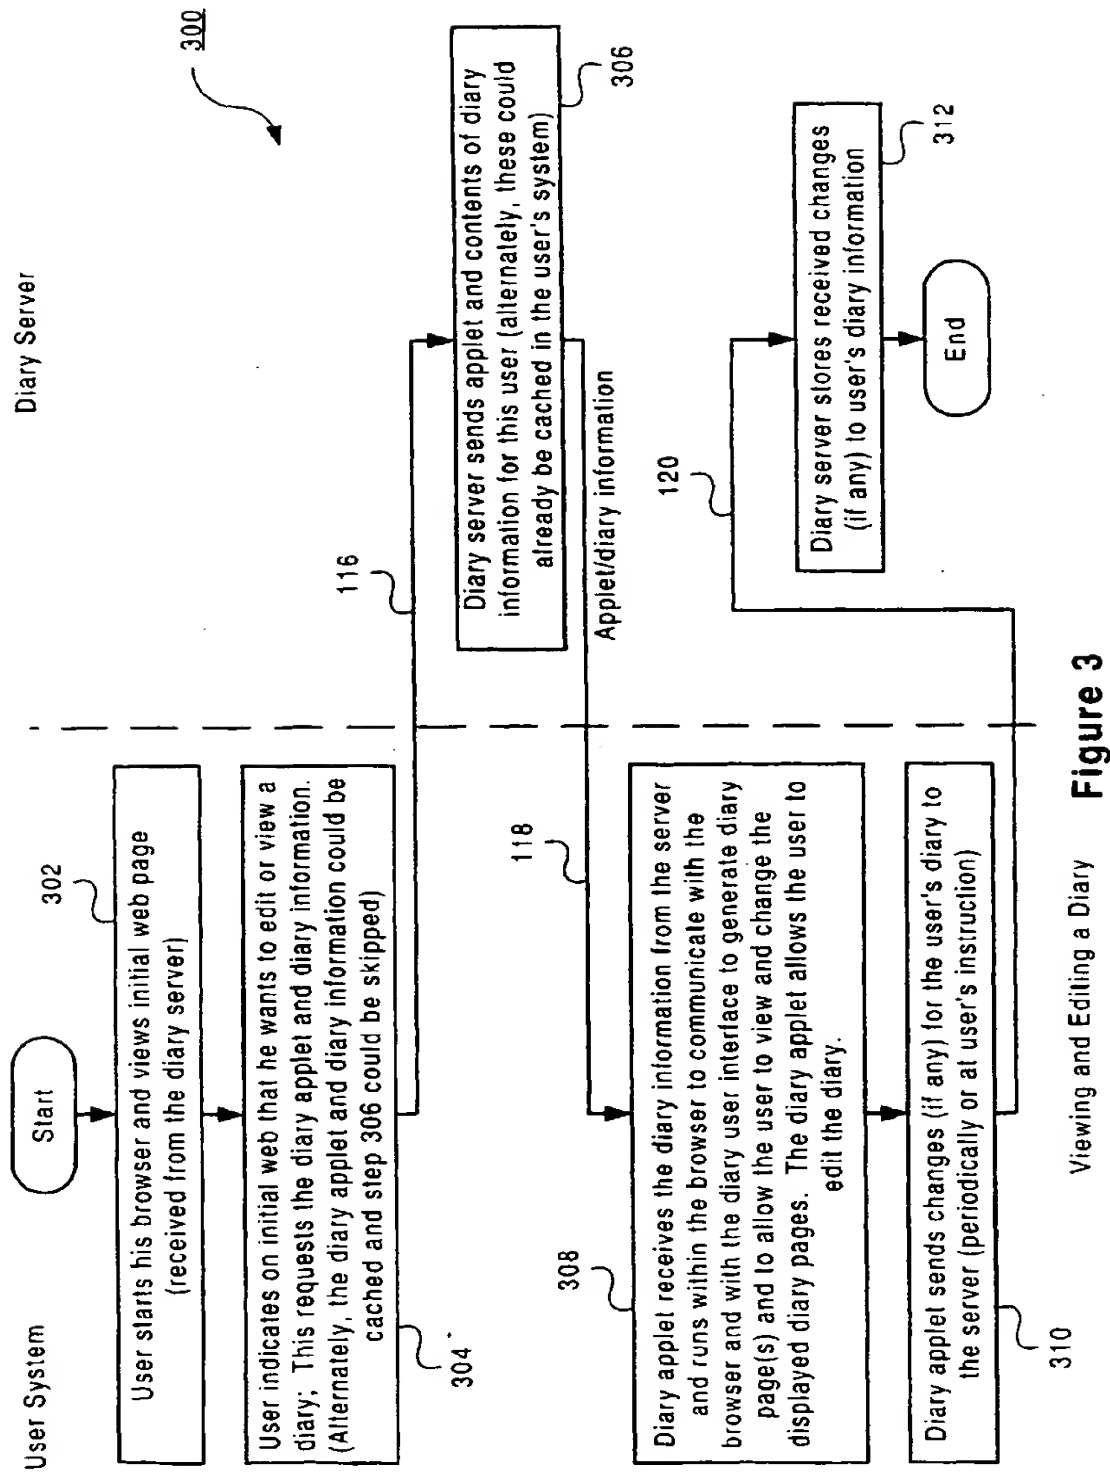 User System
Diary Server
300
Start
302
User starts his browser and views initial web page
(received from the diary server)
User indicates on initial web that he wants to edit or view a
diary; This requests the diary applet and diary information.
(Alternately, the diary applet and diary information could be
cached and step 306 could be skipped)
304
116
Diary server sends applet and contents of diary
information for this user (alternately, these could
already be cached in the user's system)
306
Applet/diary information
118
308
Diary applet receives the diary information from the server
and runs within the browser to communicate with the
browser and with the diary user interface to generate diary
page(s) and to allow the user to view and change the
displayed diary pages. The diary applet allows the user to
edit the diary.
Diary applet sends changes (if any) for the user's diary to
the server (periodically or at user's instruction)
310
120
Diary server stores received changes
(if any) to user's diary information
312
End
Viewing and Editing a Diary
Figure 3